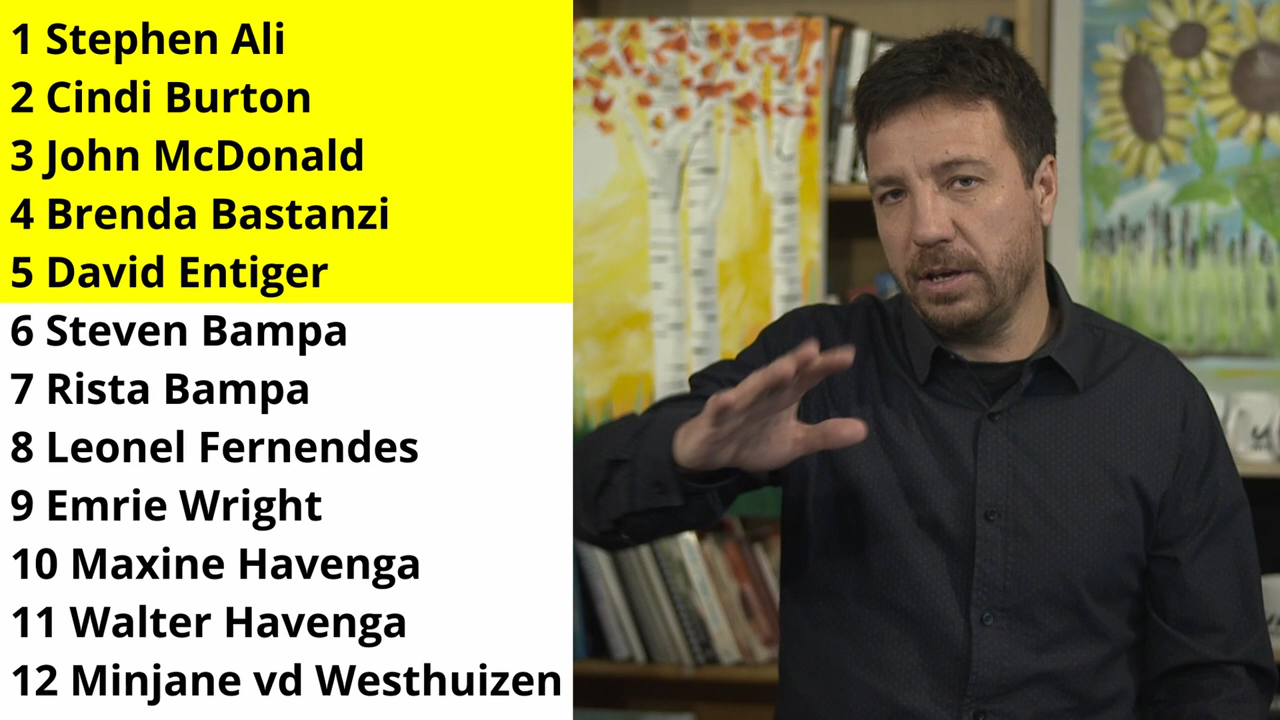 1 Stephen Ali
2 Cindi Burton
3 John McDonald
4 Brenda Bastanzi
5 David Entiger
6 Steven Bampa
7 Rista Bampa
8 Leonel Fernendes
9 Emrie Wright
10 Maxine Havenga
11 Walter Havenga
12 Minjane vd Westhuizen